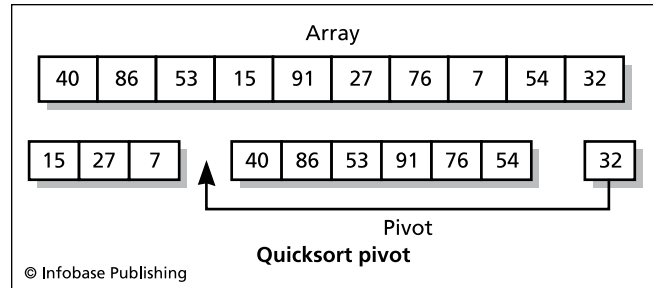 Array
40 86 53 15 91 27 76 7 54 32
15 27 7 40 86 53 91 76 54 32
Pivot
Quicksort pivot
© Infobase Publishing